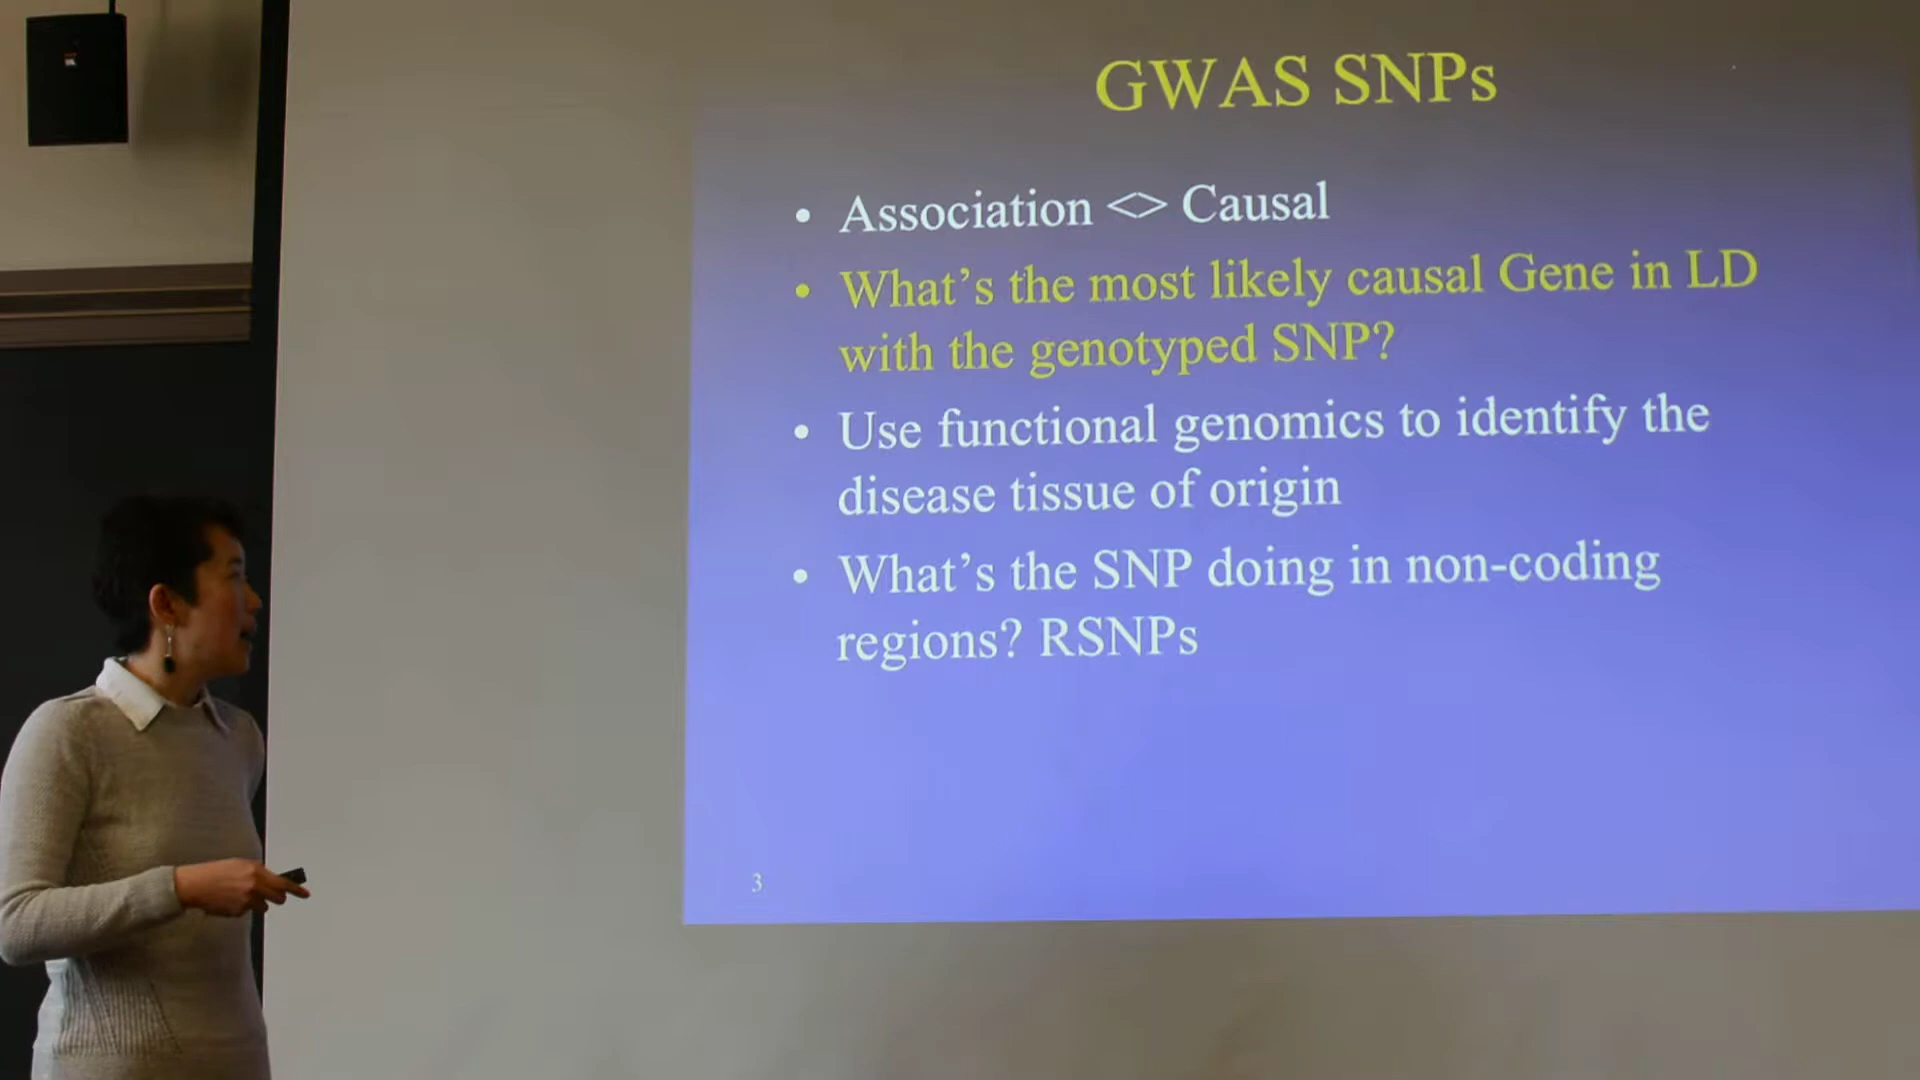 GWAS SNPs
• Association <> Causal
• What's the most likely causal Gene in LD
with the genotyped SNP?
• Use functional genomics to identify the
disease tissue of origin
• What's the SNP doing in non-coding
regions? RSNPs
3